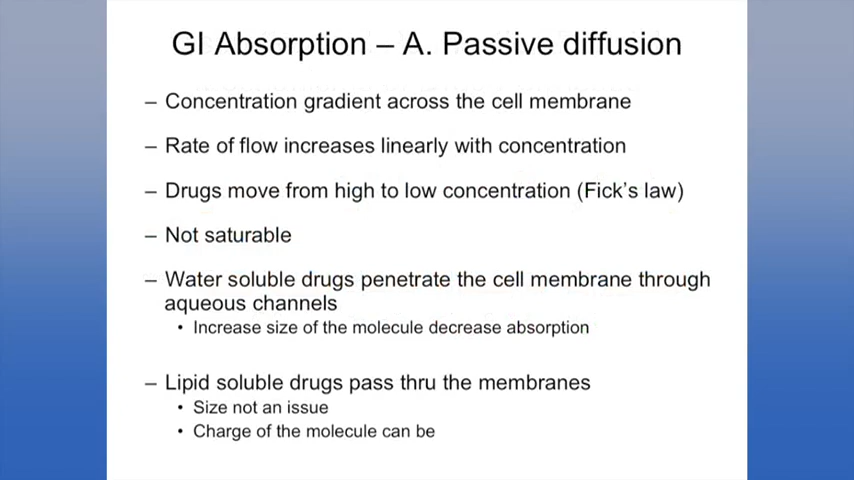 GI Absorption – A. Passive diffusion
– Concentration gradient across the cell membrane
– Rate of flow increases linearly with concentration
– Drugs move from high to low concentration (Fick's law)
– Not saturable
– Water soluble drugs penetrate the cell membrane through
aqueous channels
• Increase size of the molecule decrease absorption
– Lipid soluble drugs pass thru the membranes
• Size not an issue
• Charge of the molecule can be